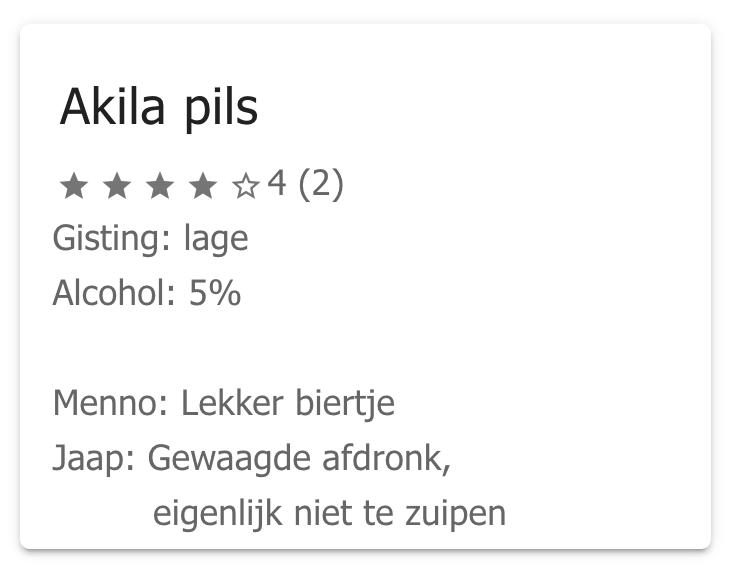 Akila pils
★ ★ ★ ★ ☆ 4 (2)
Gisting: lage
Alcohol: 5%
Menno: Lekker biertje
Jaap: Gewaagde afdronk,
eigenlijk niet te zuipen